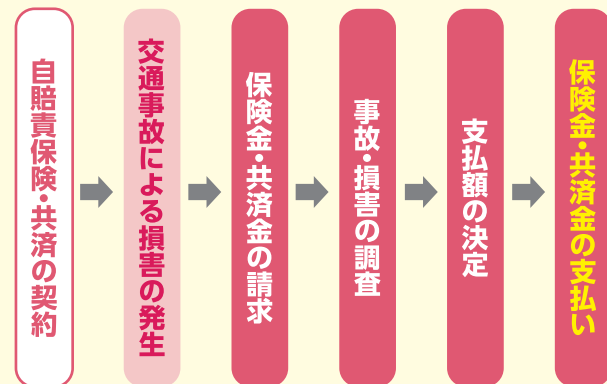 自賠責保険・共済の契約
交通事故による損害の発生
保険金・共済金の請求
事故・損害の調査
支払額の決定
保険金・共済金の支払い